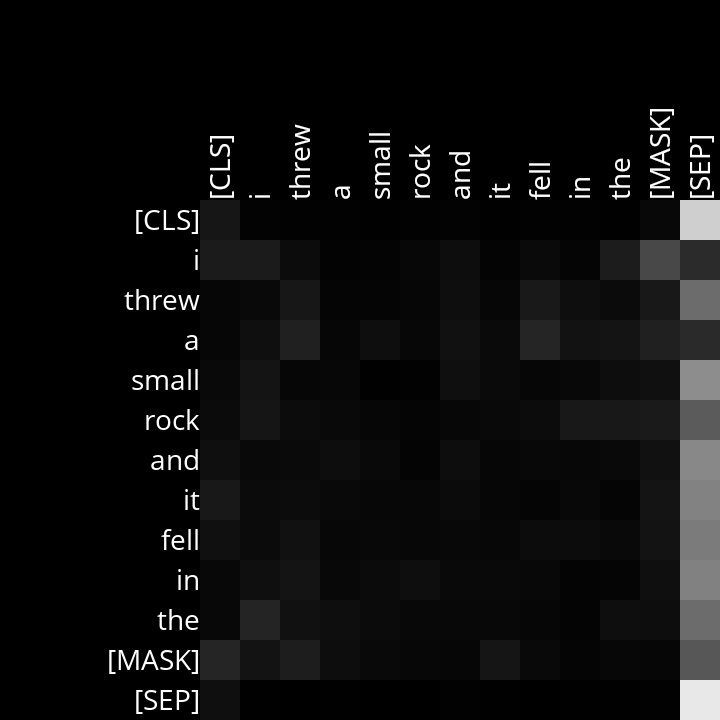 [CLS] i threw a small rock and it fell in the [MASK] [SEP]
[CLS]
i
threw
a
small
rock
and
it
fell
in
the
[MASK]
[SEP]